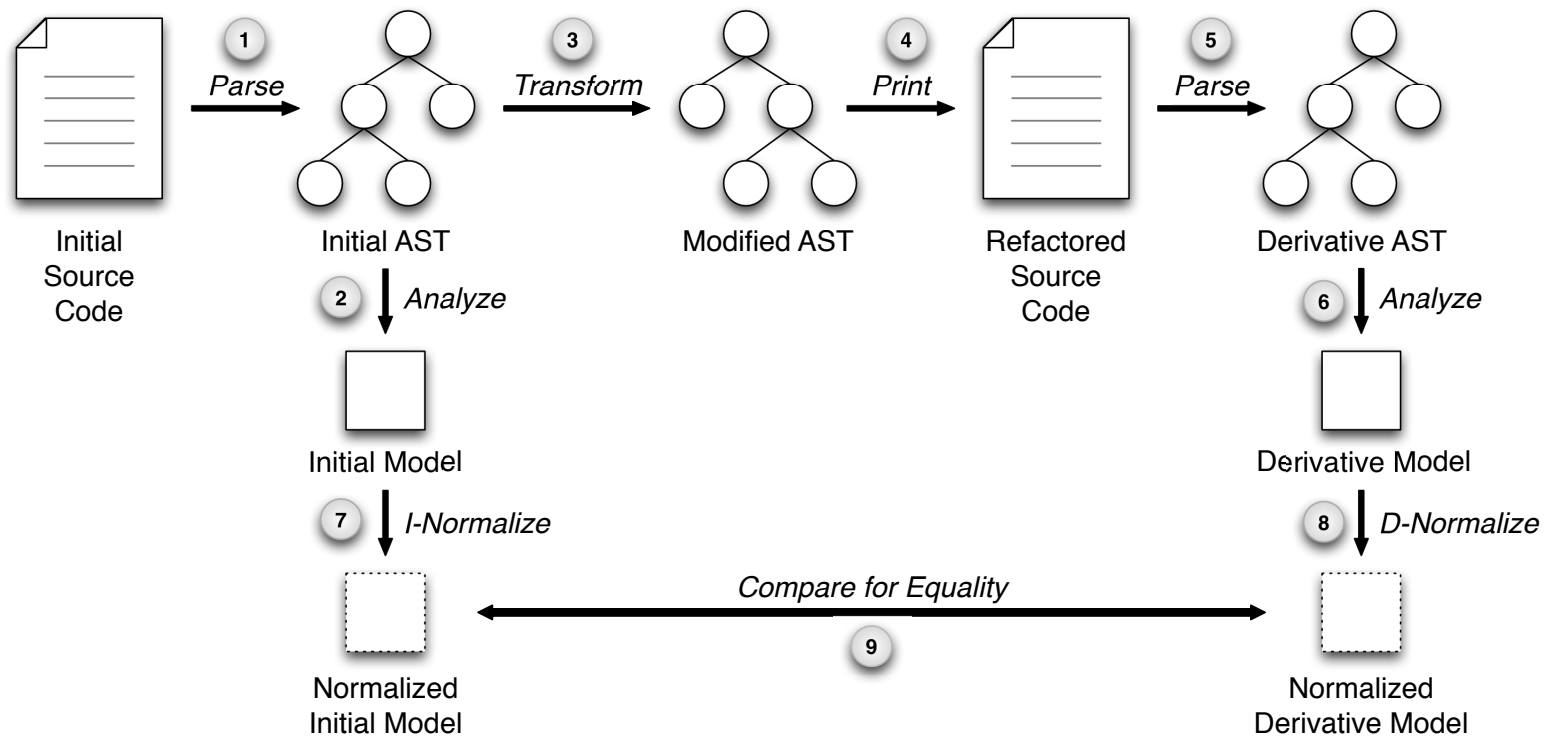 1
Parse
3
Transform
4
Print
5
Parse
Initial
Source
Code
Initial AST
Modified AST
Refactored
Source
Code
Derivative AST
2
Analyze
6
Analyze
Initial Model
Derivative Model
7
I-Normalize
8
D-Normalize
Compare for Equality
9
Normalized
Initial Model
Normalized
Derivative Model